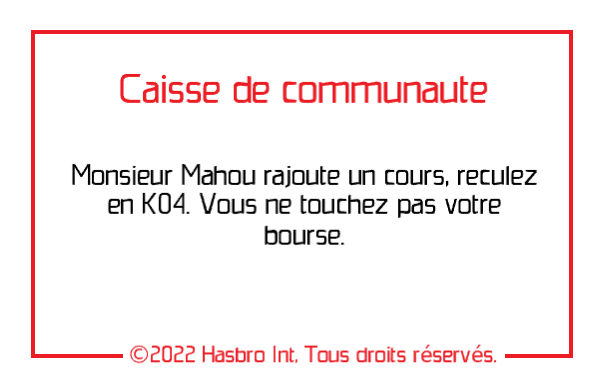 Caisse de communaute
Monsieur Mahou rajoute un cours, reculez
en K04. Vous ne touchez pas votre
bourse.
©2022 Hasbro Int. Tous droits réservés.